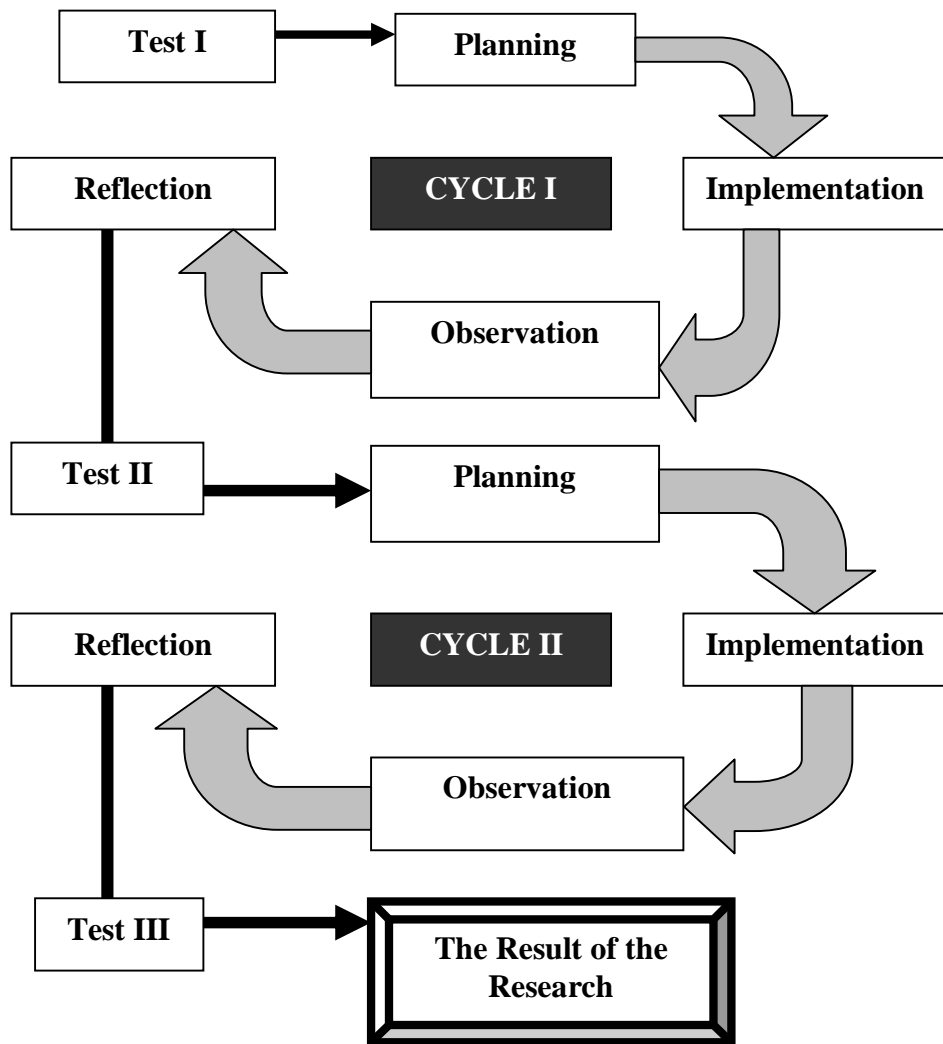 Test I
Planning
Reflection
CYCLE I
Implementation
Observation
Test II
Planning
Reflection
CYCLE II
Implementation
Observation
Test III
The Result of the
Research